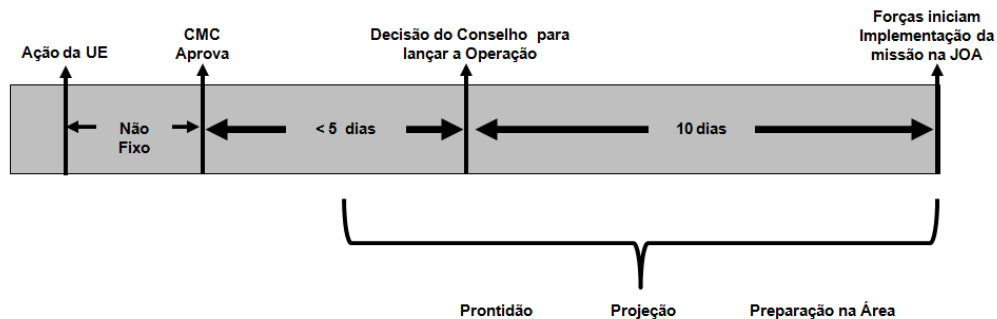 Ação da UE
CMC
Aprova
Decisão do Conselho para
lançar a Operação
Forças iniciam
Implementação da
missão na JOA
Não
Fixo
< 5 dias
10 dias
Prontidão
Projeção
Preparação na Área